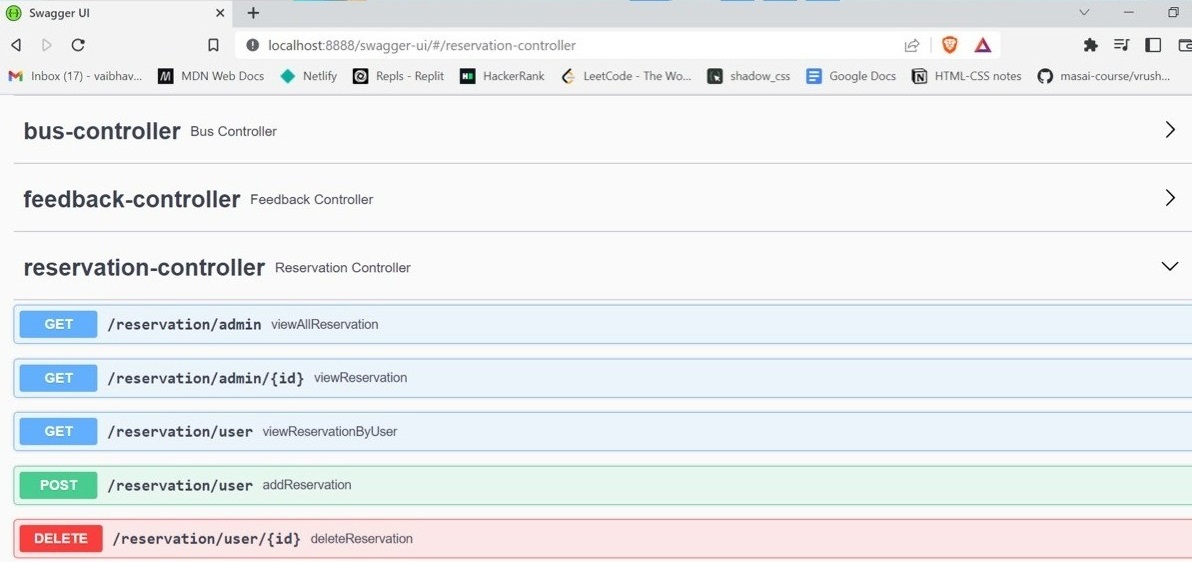 Swagger UI
localhost:8888/swagger-ui/#/reservation-controller
Inbox (17) - vaibhav... MDN Web Docs Netlify Repls - Replit HackerRank LeetCode - The Wo... shadow_css Google Docs HTML-CSS notes masai-course/vrush...
bus-controller Bus Controller
feedback-controller Feedback Controller
reservation-controller Reservation Controller
GET /reservation/admin viewAllReservation
GET /reservation/admin/{id} viewReservation
GET /reservation/user viewReservationByUser
POST /reservation/user addReservation
DELETE /reservation/user/{id} deleteReservation